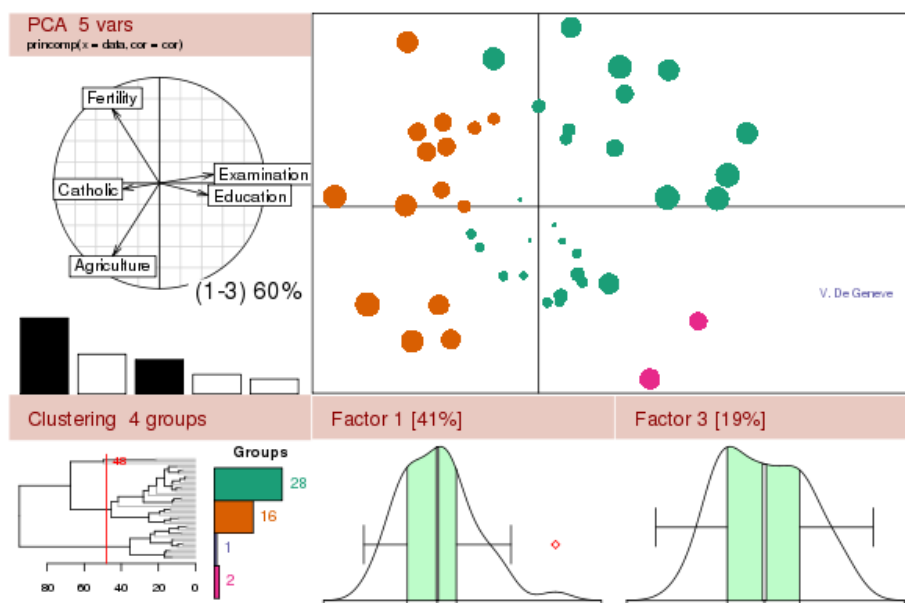 PCA 5 vars
princomp(x = data, cor = cor)
Fertility
Examination
Catholic
Education
Agriculture
(1-3) 60%
V. De Geneve
Clustering 4 groups
Factor 1 [41%]
Factor 3 [19%]
48
Groups
28
16
1
2
80 60 40 20 0